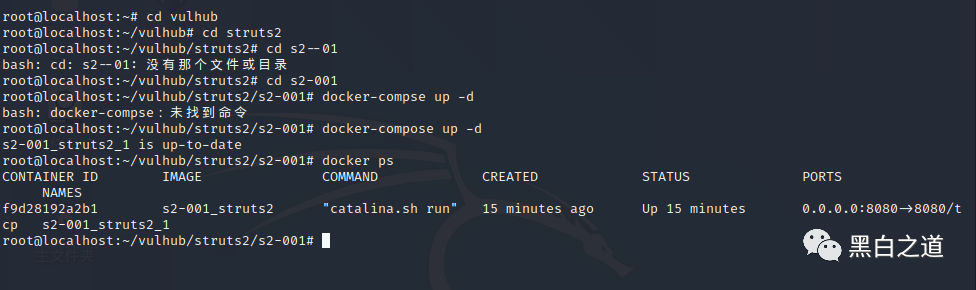 root@localhost:~# cd vulhub
root@localhost:~/vulhub# cd struts2
root@localhost:~/vulhub/struts2# cd s2--01
bash: cd: s2--01: 没有那个文件或目录
root@localhost:~/vulhub/struts2# cd s2-001
root@localhost:~/vulhub/struts2/s2-001# docker-compse up -d
bash: docker-compse：未找到命令
root@localhost:~/vulhub/struts2/s2-001# docker-compose up -d
s2-001_struts2_1 is up-to-date
root@localhost:~/vulhub/struts2/s2-001# docker ps
CONTAINER ID        IMAGE               COMMAND             CREATED             STATUS              PORTS
     NAMES
f9d28192a2b1        s2-001_struts2      "catalina.sh run"   15 minutes ago      Up 15 minutes       0.0.0.0:8080->8080/t
cp   s2-001_struts2_1
root@localhost:~/vulhub/struts2/s2-001#
黑白之道
主文件夹